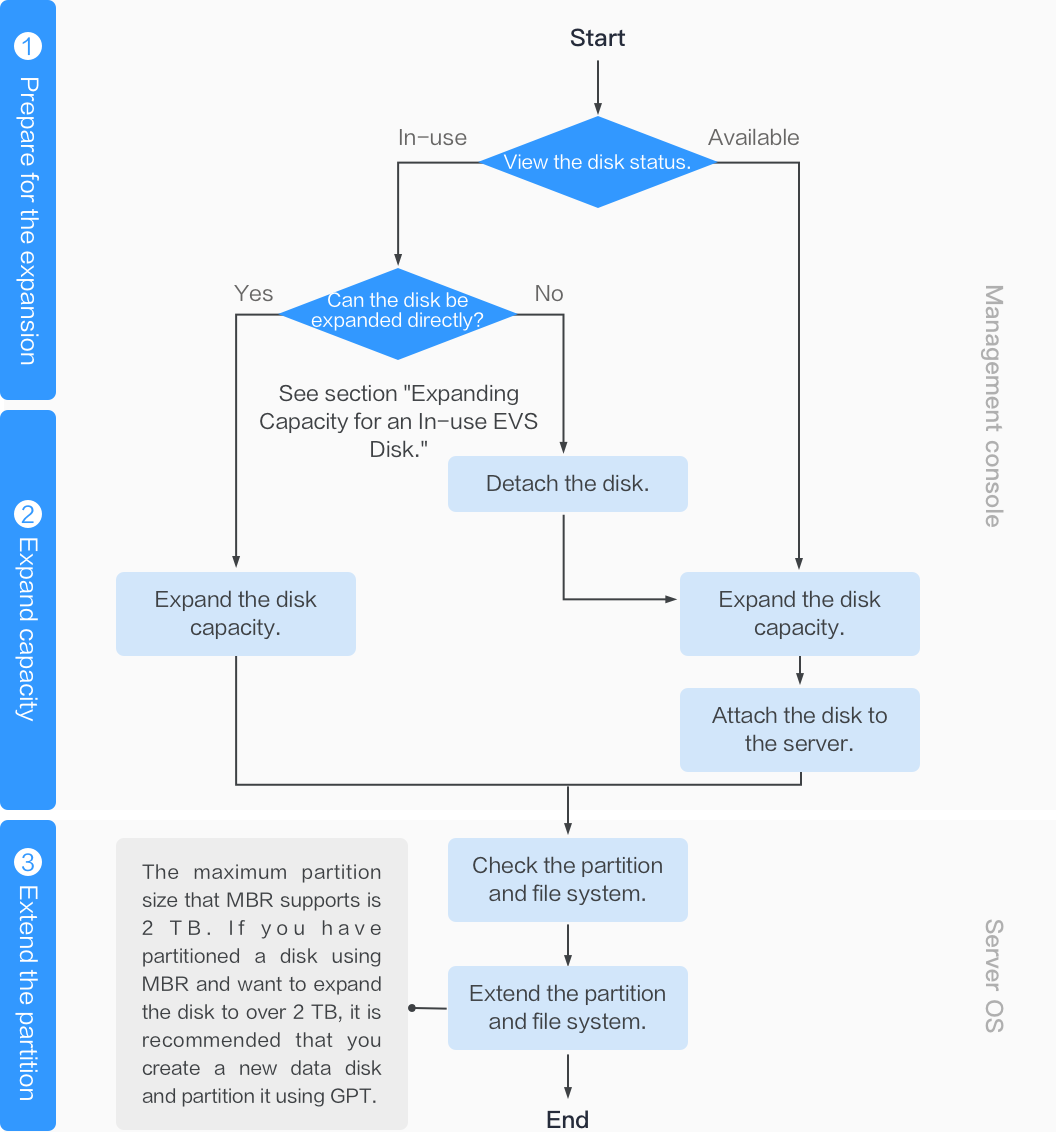 1
Prepare for the expansion
Start
In-use
Available
View the disk status.
Yes
No
Can the disk be
expanded directly?
See section "Expanding
Capacity for an In-use EVS
Disk."
Management console
2
Expand capacity
Detach the disk.
Expand the disk
capacity.
Expand the disk
capacity.
Attach the disk to
the server.
3
Extend the partition
Check the partition
and file system.
The maximum partition
size that MBR supports is
2 TB. If you have
partitioned a disk using
MBR and want to expand
the disk to over 2 TB, it is
recommended that you
create a new data disk
and partition it using GPT.
Server OS
Extend the partition
and file system.
End